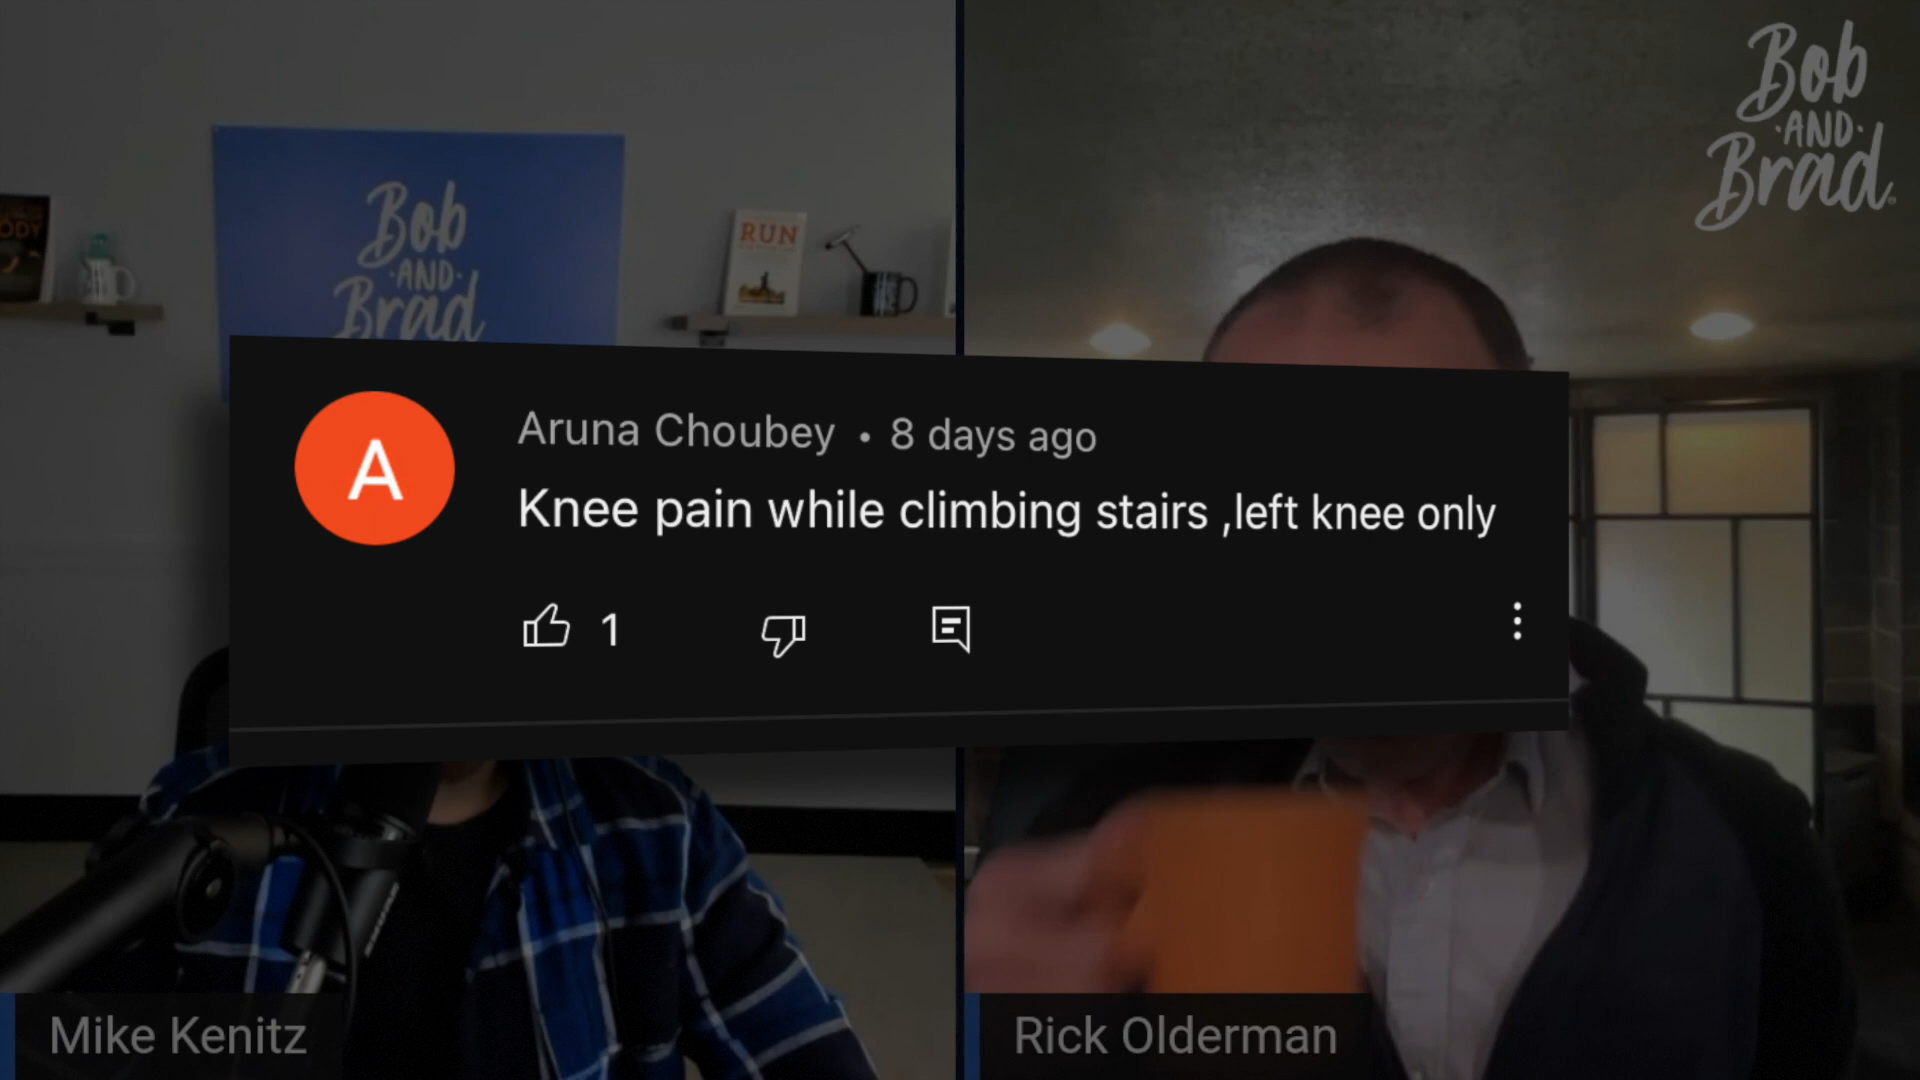 Bob
·AND·
Brad
ODY
Bob
·AND·
Brad
RUN
A
Aruna Choubey • 8 days ago
Knee pain while climbing stairs ,left knee only
1
Mike Kenitz
Rick Olderman